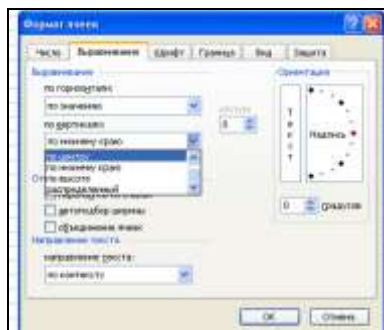 Формат ячеек
Число Выравнивание Шрифт Граница Вид Защита
Выравнивание
по горизонтали:
по значению
отступ:
по вертикали:
0
по нижнему краю
по центру
по нижнему краю
распределенный
автоподбор ширины
объединение ячеек
Направление текста
направление текста:
по контексту
Ориентация
Текст
Надпись
0 градусов
ОК Отмена